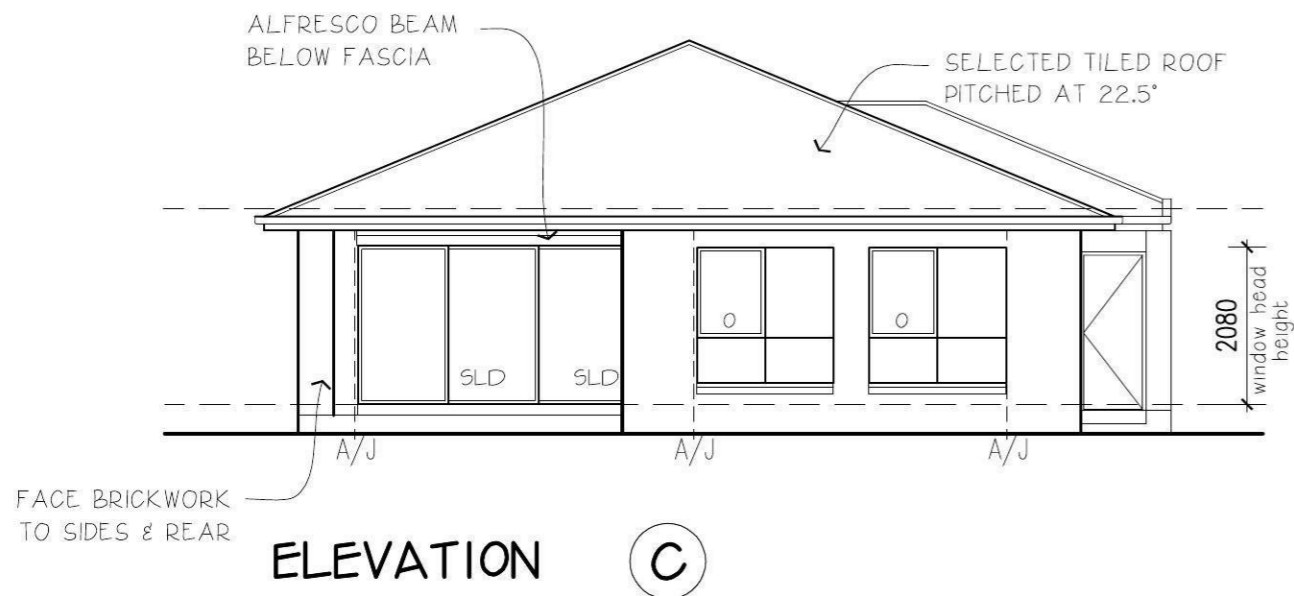 ALFRESCO BEAM
BELOW FASCIA
SELECTED TILED ROOF
PITCHED AT 22.5°
O
O
SLD
SLD
2080
window head
height
A/J
A/J
A/J
FACE BRICKWORK
TO SIDES & REAR
ELEVATION C